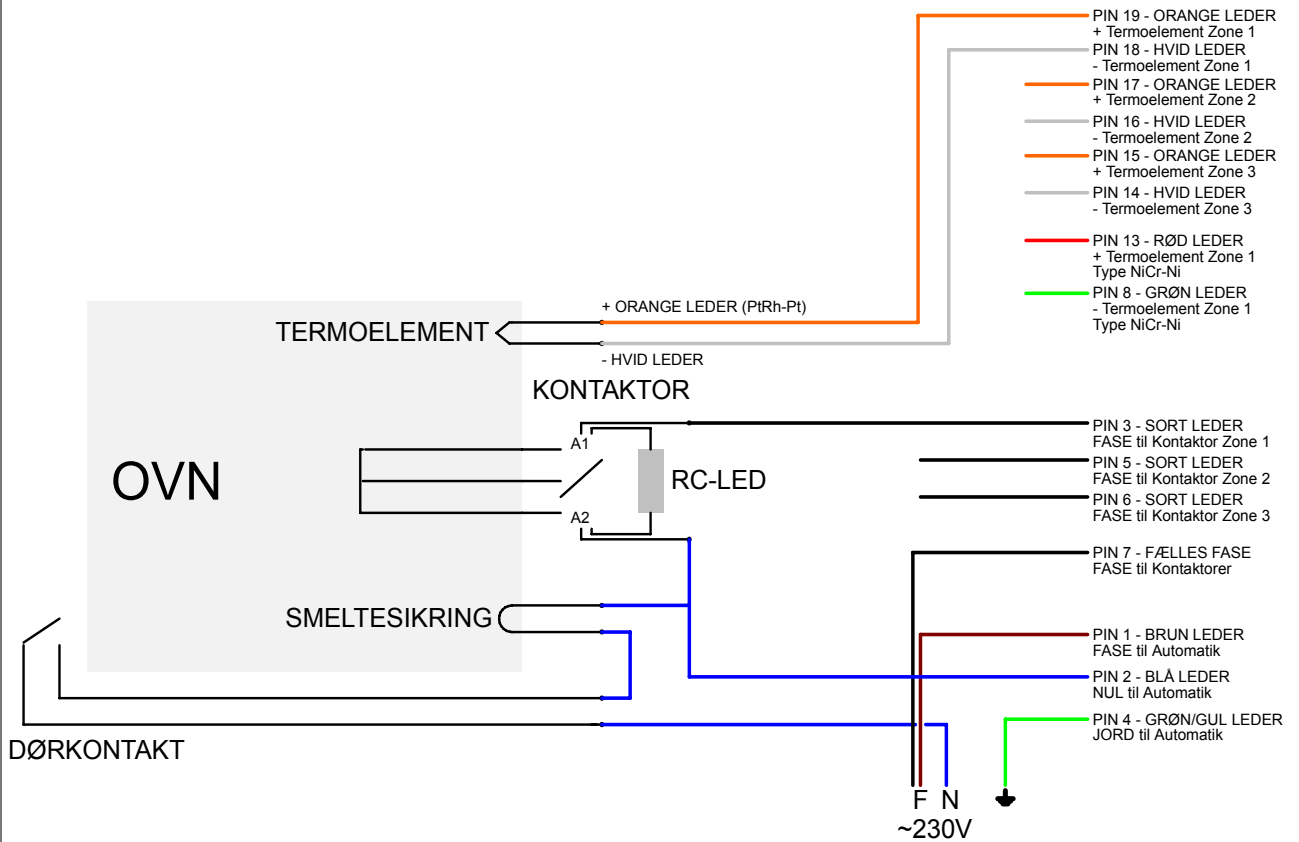 PIN 19 - ORANGE LEDER
+ Termoelement Zone 1
PIN 18 - HVID LEDER
- Termoelement Zone 1
PIN 17 - ORANGE LEDER
+ Termoelement Zone 2
PIN 16 - HVID LEDER
- Termoelement Zone 2
PIN 15 - ORANGE LEDER
+ Termoelement Zone 3
PIN 14 - HVID LEDER
- Termoelement Zone 3
PIN 13 - RØD LEDER
+ Termoelement Zone 1
Type NiCr-Ni
PIN 8 - GRØN LEDER
- Termoelement Zone 1
Type NiCr-Ni
+ ORANGE LEDER (PtRh-Pt)
TERMOELEMENT
- HVID LEDER
KONTAKTOR
A1
RC-LED
A2
OVN
SMELTESIKRING
DØRKONTAKT
PIN 3 - SORT LEDER
FASE til Kontaktor Zone 1
PIN 5 - SORT LEDER
FASE til Kontaktor Zone 2
PIN 6 - SORT LEDER
FASE til Kontaktor Zone 3
PIN 7 - FÆLLES FASE
FASE til Kontaktorer
PIN 1 - BRUN LEDER
FASE til Automatik
PIN 2 - BLÅ LEDER
NUL til Automatik
PIN 4 - GRØN/GUL LEDER
JORD til Automatik
F N
~230V